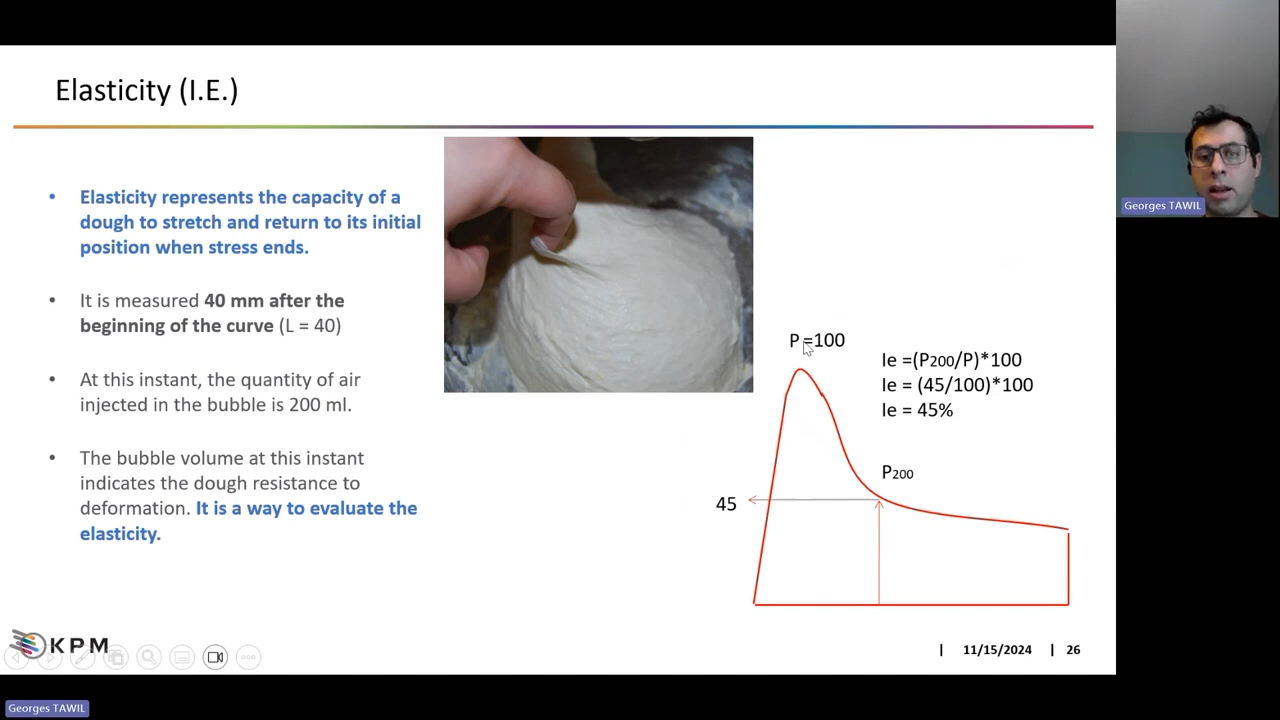 Elasticity (I.E.)
• Elasticity represents the capacity of a
dough to stretch and return to its initial
position when stress ends.
• It is measured 40 mm after the
beginning of the curve (L = 40)
• At this instant, the quantity of air
injected in the bubble is 200 ml.
• The bubble volume at this instant
indicates the dough resistance to
deformation. It is a way to evaluate the
elasticity.
P =100
Ie =(P200/P)*100
Ie = (45/100)*100
Ie = 45%
P200
45
KPM
| 11/15/2024 | 26
Georges TAWIL
Georges TAWIL